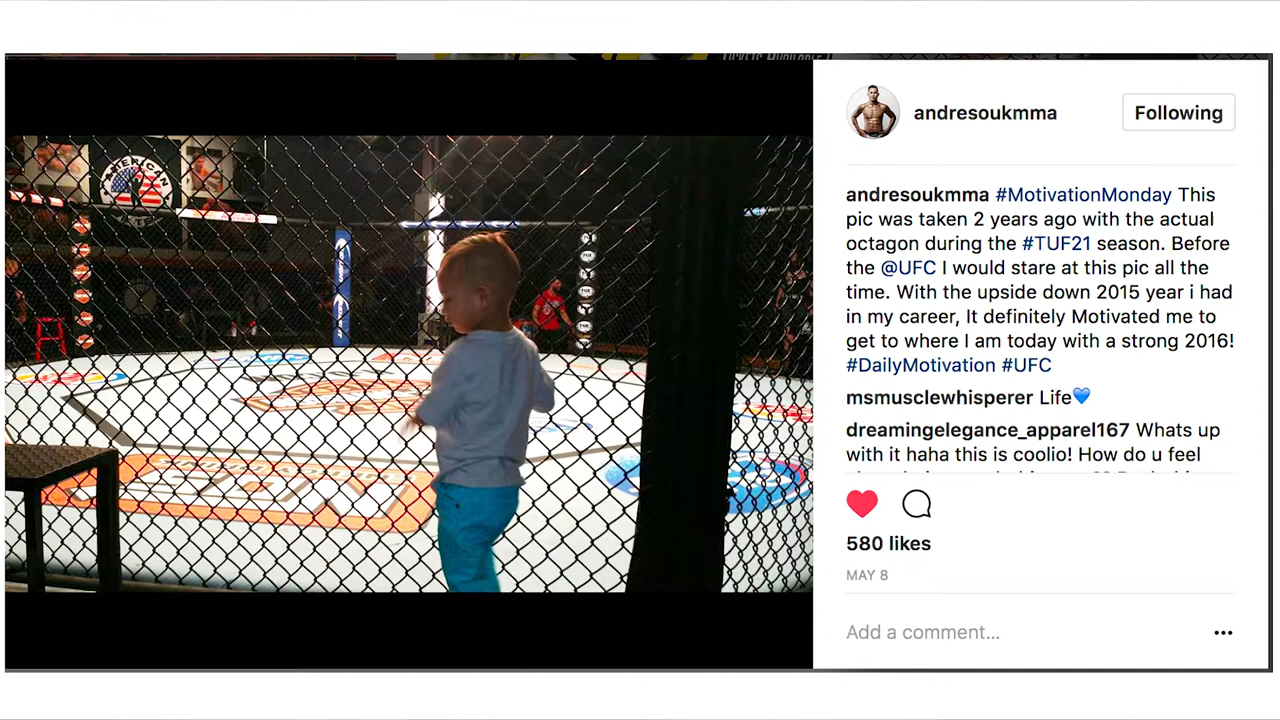 TICKETS AVAILABLE
AMERICAN
andresoukmma
Following
andresoukmma #MotivationMonday This
pic was taken 2 years ago with the actual
octagon during the #TUF21 season. Before
the @UFC I would stare at this pic all the
time. With the upside down 2015 year i had
in my career, It definitely Motivated me to
get to where I am today with a strong 2016!
#DailyMotivation #UFC
msmusclewhisperer Life💙
dreamingelegance_apparel167 Whats up
with it haha this is coolio! How do u feel
580 likes
MAY 8
Add a comment...